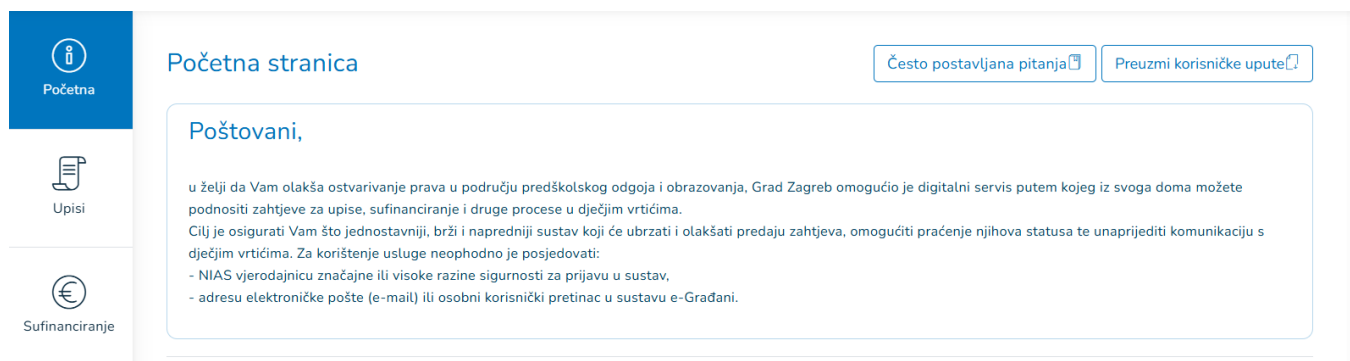 Početna
Upisi
Sufinanciranje
Početna stranica
Često postavljana pitanja
Preuzmi korisničke upute
Poštovani,
u želji da Vam olakša ostvarivanje prava u području predškolskog odgoja i obrazovanja, Grad Zagreb omogućio je digitalni servis putem kojeg iz svoga doma možete
podnositi zahtjeve za upise, sufinanciranje i druge procese u dječjim vrtićima.
Cilj je osigurati Vam što jednostavniji, brži i napredniji sustav koji će ubrzati i olakšati predaju zahtjeva, omogućiti praćenje njihova statusa te unaprijediti komunikaciju s
dječjim vrtićima. Za korištenje usluge neophodno je posjedovati:
- NIAS vjerodajnicu značajne ili visoke razine sigurnosti za prijavu u sustav,
- adresu elektroničke pošte (e-mail) ili osobni korisnički pretinac u sustavu e-Građani.